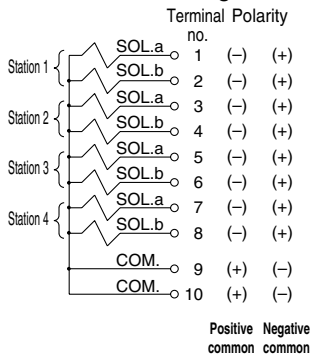 Terminal Polarity
no.
SOL.a 1 (–) (+)
Station 1
SOL.b 2 (–) (+)
SOL.a 3 (–) (+)
Station 2
SOL.b 4 (–) (+)
SOL.a 5 (–) (+)
Station 3
SOL.b 6 (–) (+)
SOL.a 7 (–) (+)
Station 4
SOL.b 8 (–) (+)
COM. 9 (+) (–)
COM. 10 (+) (–)
Positive Negative
common common